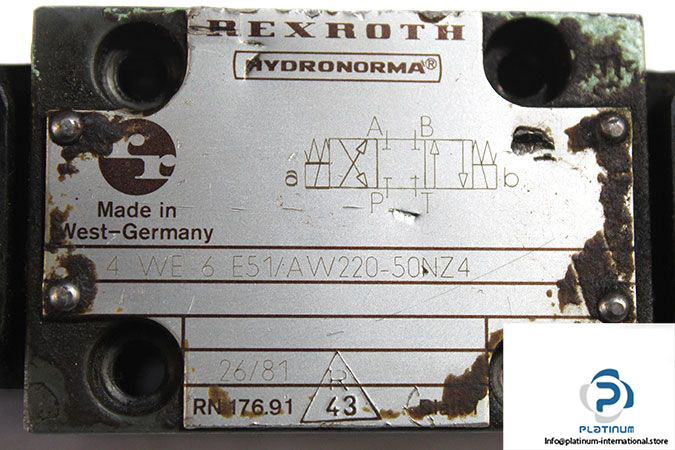 REXROTH
HYDRONORMA®
A B
a b
P T
Made in
West-Germany
4 WE 6 E51/AW220-50NZ4
26/81
R
RN 176.91 43
PLATINUM
Info@platinum-international.store